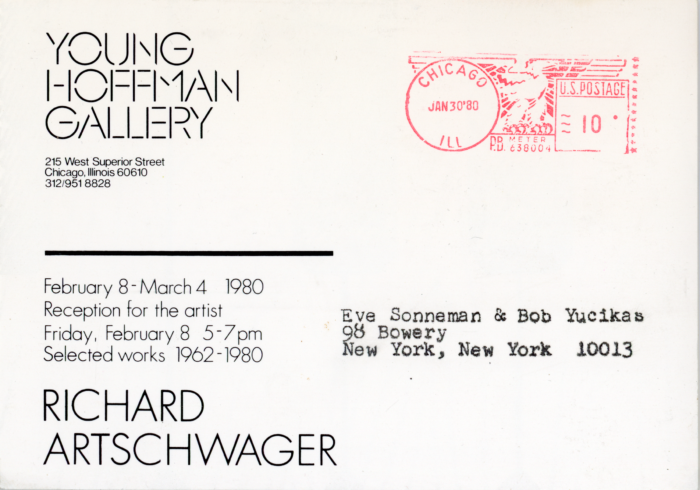 YOUNG
HOFFMAN
GALLERY
215 West Superior Street
Chicago, Illinois 60610
312/951 8828
CHICAGO
JAN30'80
ILL
U.S.POSTAGE
10
P.B. METER
P.D. 638004
February 8 - March 4 1980
Reception for the artist
Friday, February 8 5-7pm
Selected works 1962-1980
RICHARD
ARTSCHWAGER
Eve Sonneman & Bob Yucikas
98 Bowery
New York, New York 10013